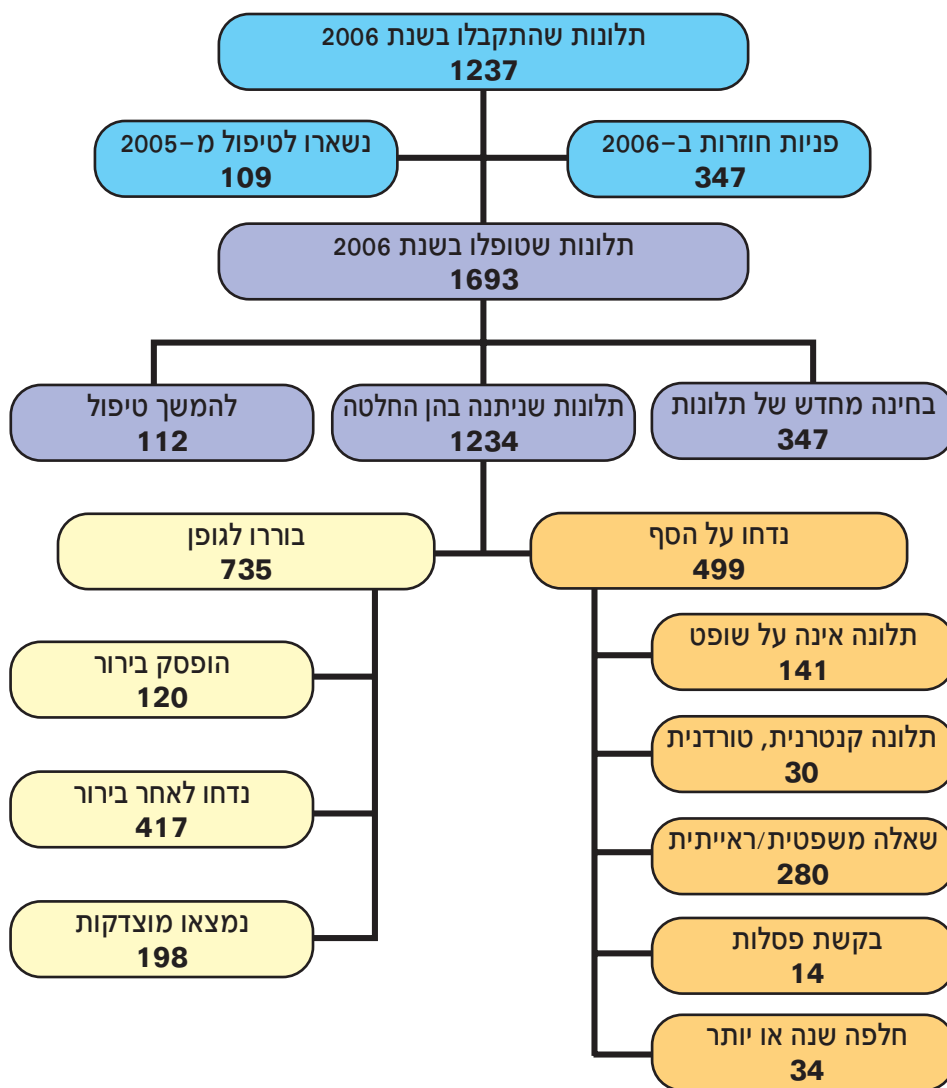 תלונות שהתקבלו בשנת 2006
1237
פניות חוזרות ב-2006
347
נשארו לטיפול מ-2005
109
תלונות שטופלו בשנת 2006
1693
בחינה מחדש של תלונות
347
תלונות שניתנה בהן החלטה
1234
להמשך טיפול
112
נדחו על הסף
499
בוררו לגופן
735
תלונה אינה על שופט
141
תלונה קנטרנית, טורדנית
30
שאלה משפטית/ראייתית
280
בקשת פסלות
14
חלפה שנה או יותר
34
הופסק בירור
120
נדחו לאחר בירור
417
נמצאו מוצדקות
198